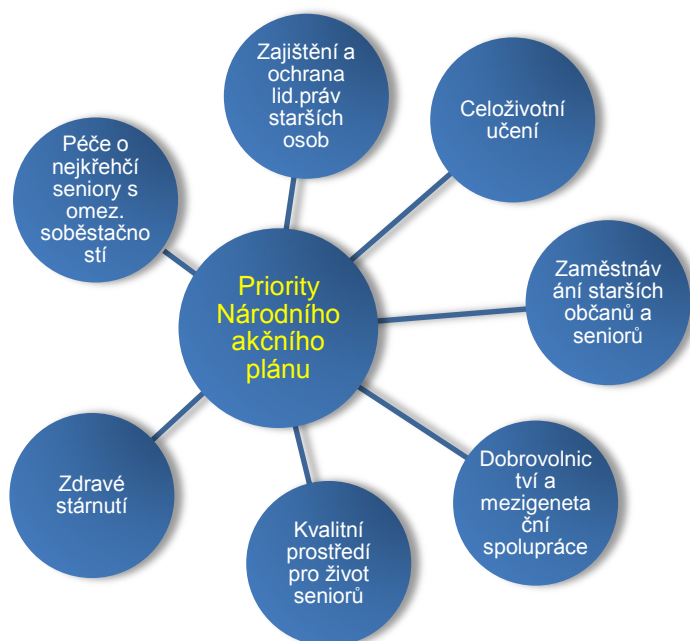 Zajištění a
ochrana
lid.práv
starších
osob
Celoživotní
učení
Péče o
nejkřehčí
seniory s
omez.
soběstačno
stí
Priority
Národního
akčního
plánu
Zaměstnáv
ání starších
občanů a
seniorů
Zdravé
stárnutí
Dobrovolnic
tví a
mezigeneta
ční
spolupráce
Kvalitní
prostředí
pro život
seniorů